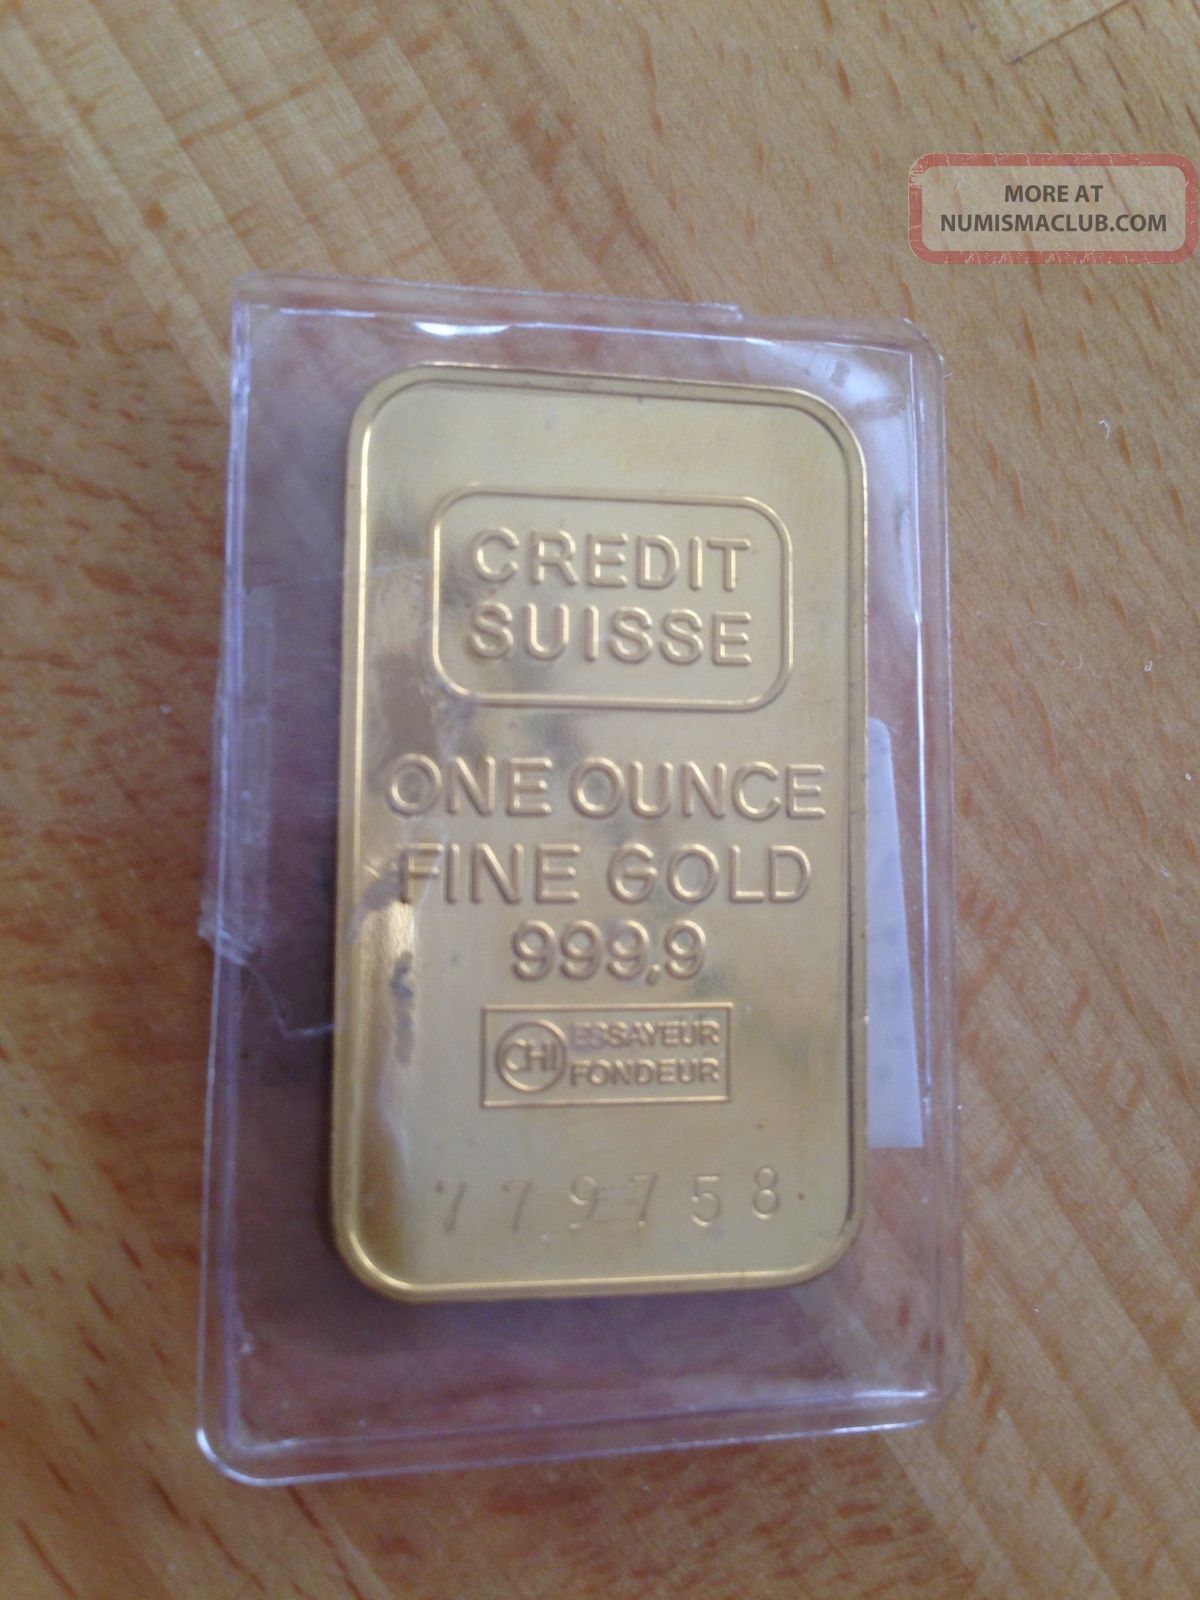 MORE AT
NUMISMACLUB.COM
CREDIT
SUISSE
ONE OUNCE
FINE GOLD
999,9
CHI ESSAYEUR
FONDEUR
779758